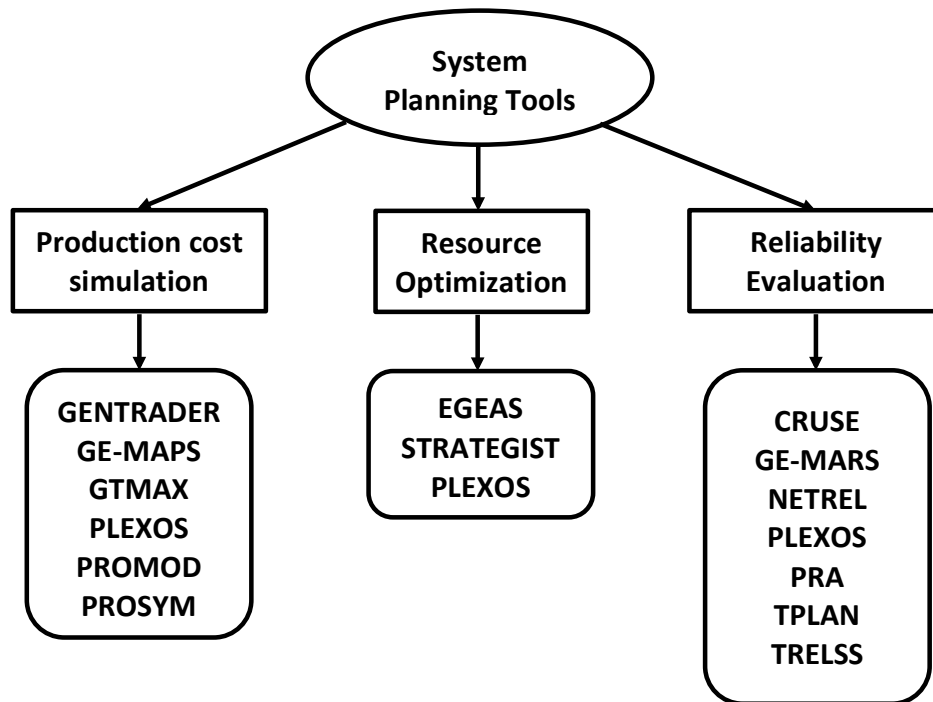 System
Planning Tools
Production cost
simulation
Resource
Optimization
Reliability
Evaluation
GENTRADER
GE-MAPS
GTMAX
PLEXOS
PROMOD
PROSYM
EGEAS
STRATEGIST
PLEXOS
CRUSE
GE-MARS
NETREL
PLEXOS
PRA
TPLAN
TRELSS